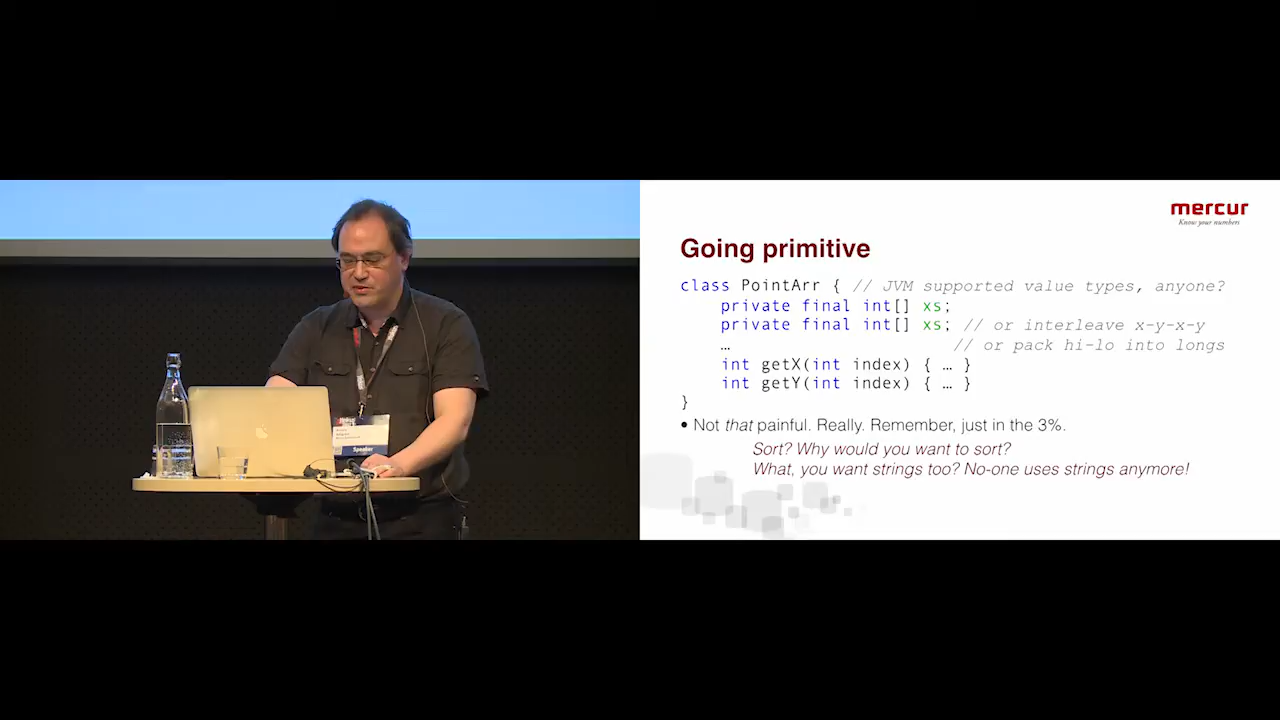 mercur
Know your numbers
Going primitive
class PointArr { // JVM supported value types, anyone?
private final int[] xs;
private final int[] xs; // or interleave x-y-x-y
… // or pack hi-lo into longs
int getX(int index) { … }
int getY(int index) { … }
}
• Not that painful. Really. Remember, just in the 3%.
Sort? Why would you want to sort?
What, you want strings too? No-one uses strings anymore!
Speaker